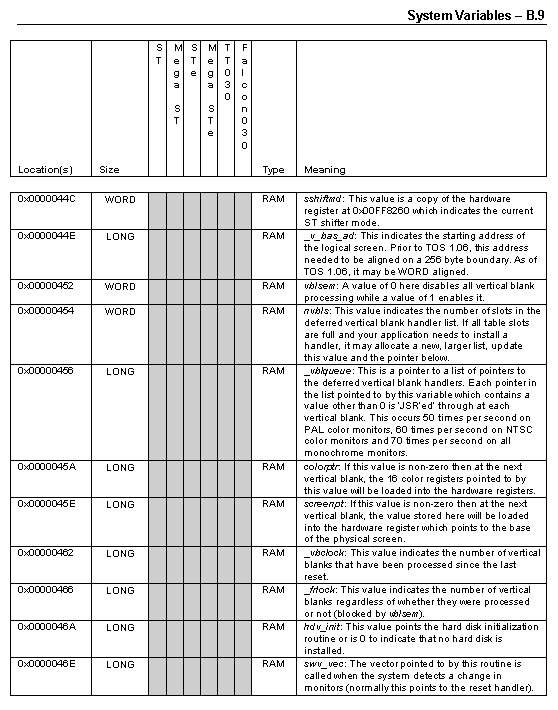 System Variables – B.9
Location(s) Size ST Mega ST STe Mega STe TT030 Falcon030 Type Meaning
0x0000044C WORD RAM sshiftmd: This value is a copy of the hardware
register at 0x00FF8260 which indicates the current
ST shifter mode.
0x0000044E LONG RAM _v_bas_ad: This indicates the starting address of
the logical screen. Prior to TOS 1.06, this address
needed to be aligned on a 256 byte boundary. As of
TOS 1.06, it may be WORD aligned.
0x00000452 WORD RAM vblsem: A value of 0 here disables all vertical blank
processing while a value of 1 enables it.
0x00000454 WORD RAM nvbls: This value indicates the number of slots in the
deferred vertical blank handler list. If all table slots
are full and your application needs to install a
handler, it may allocate a new, larger list, update
this value and the pointer below.
0x00000456 LONG RAM _vblqueue: This is a pointer to a list of pointers to
the deferred vertical blank handlers. Each pointer in
the list pointed to by this variable which contains a
value other than 0 is 'JSR'ed' through at each
vertical blank. This occurs 50 times per second on
PAL color monitors, 60 times per second on NTSC
color monitors and 70 times per second on all
monochrome monitors.
0x0000045A LONG RAM colorptr: If this value is non-zero then at the next
vertical blank, the 16 color registers pointed to by
this value will be loaded into the hardware registers.
0x0000045E LONG RAM screenpt: If this value is non-zero then at the next
vertical blank, the value stored here will be loaded
into the hardware register which points to the base
of the physical screen.
0x00000462 LONG RAM _vbclock: This value indicates the number of vertical
blanks that have been processed since the last
reset.
0x00000466 LONG RAM _frlock: This value indicates the number of vertical
blanks regardless of whether they were processed
or not (blocked by vblsem).
0x0000046A LONG RAM hdv_init: This value points the hard disk initialization
routine or is 0 to indicate that no hard disk is
installed.
0x0000046E LONG RAM swv_vec: The vector pointed to by this routine is
called when the system detects a change in
monitors (normally this points to the reset handler).